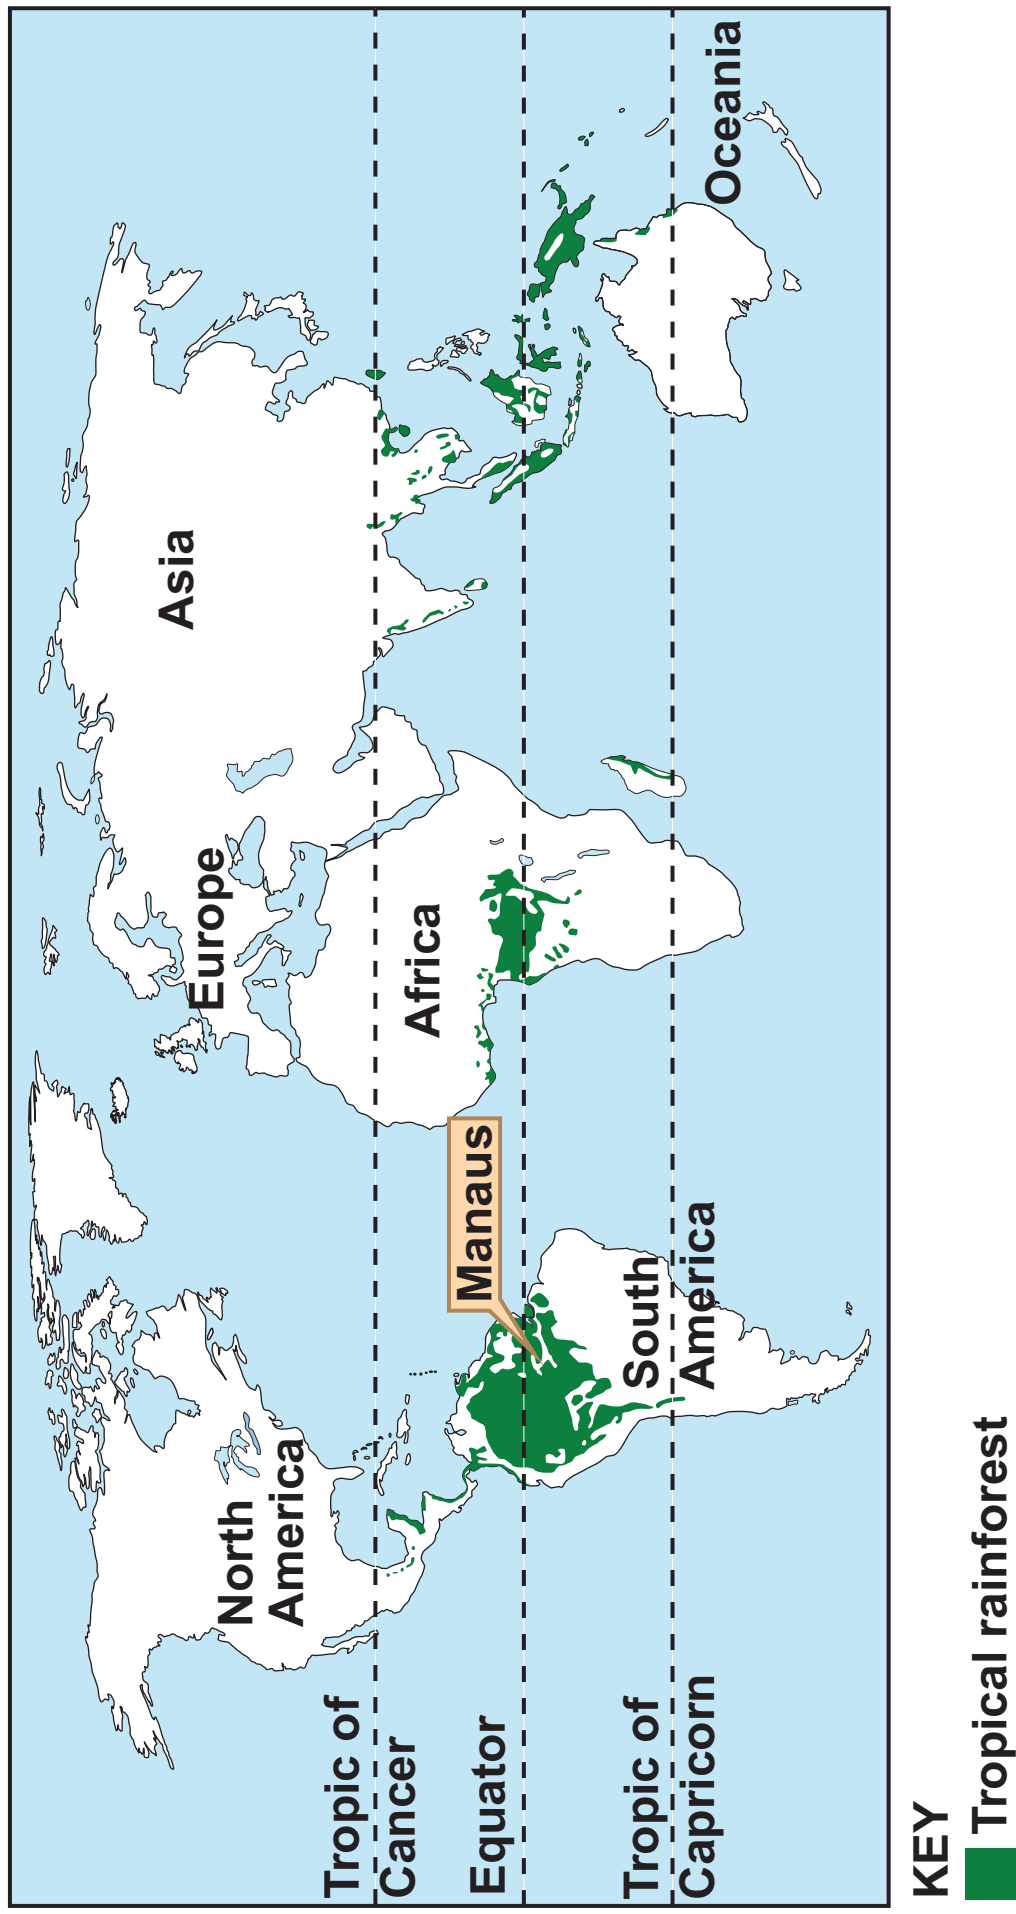 North
America
Europe
Asia
Africa
Manaus
South
America
Oceania
Tropic of
Cancer
Equator
Tropic of
Capricorn
KEY
Tropical rainforest